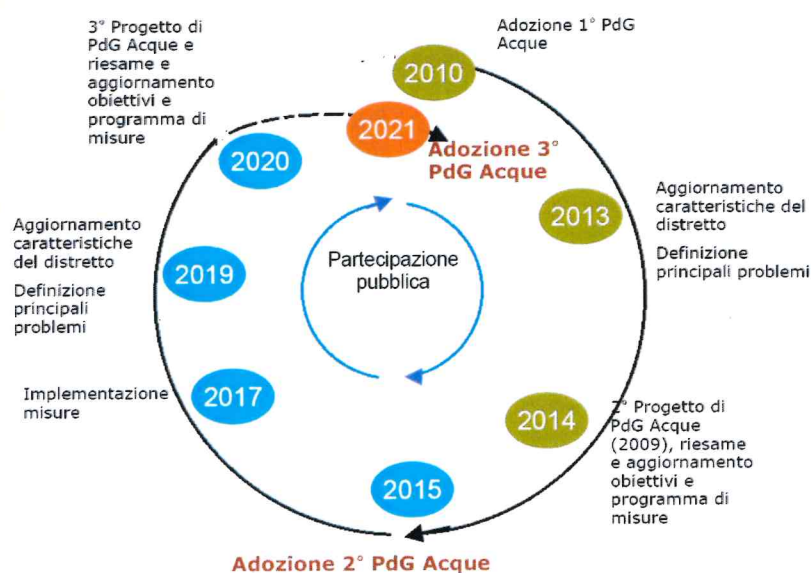 Adozione 1° PdG
Acque
2010
2013
Aggiornamento
caratteristiche del
distretto
Definizione
principali problemi
2014
2° Progetto di
PdG Acque
(2009), riesame
e aggiornamento
obiettivi e
programma di
misure
2015
Adozione 2° PdG Acque
2017
Implementazione
misure
2019
Aggiornamento
caratteristiche
del distretto
Definizione
principali
problemi
2020
3° Progetto di
PdG Acque e
riesame e
aggiornamento
obiettivi e
programma di
misure
2021
Adozione 3°
PdG Acque
Partecipazione
pubblica